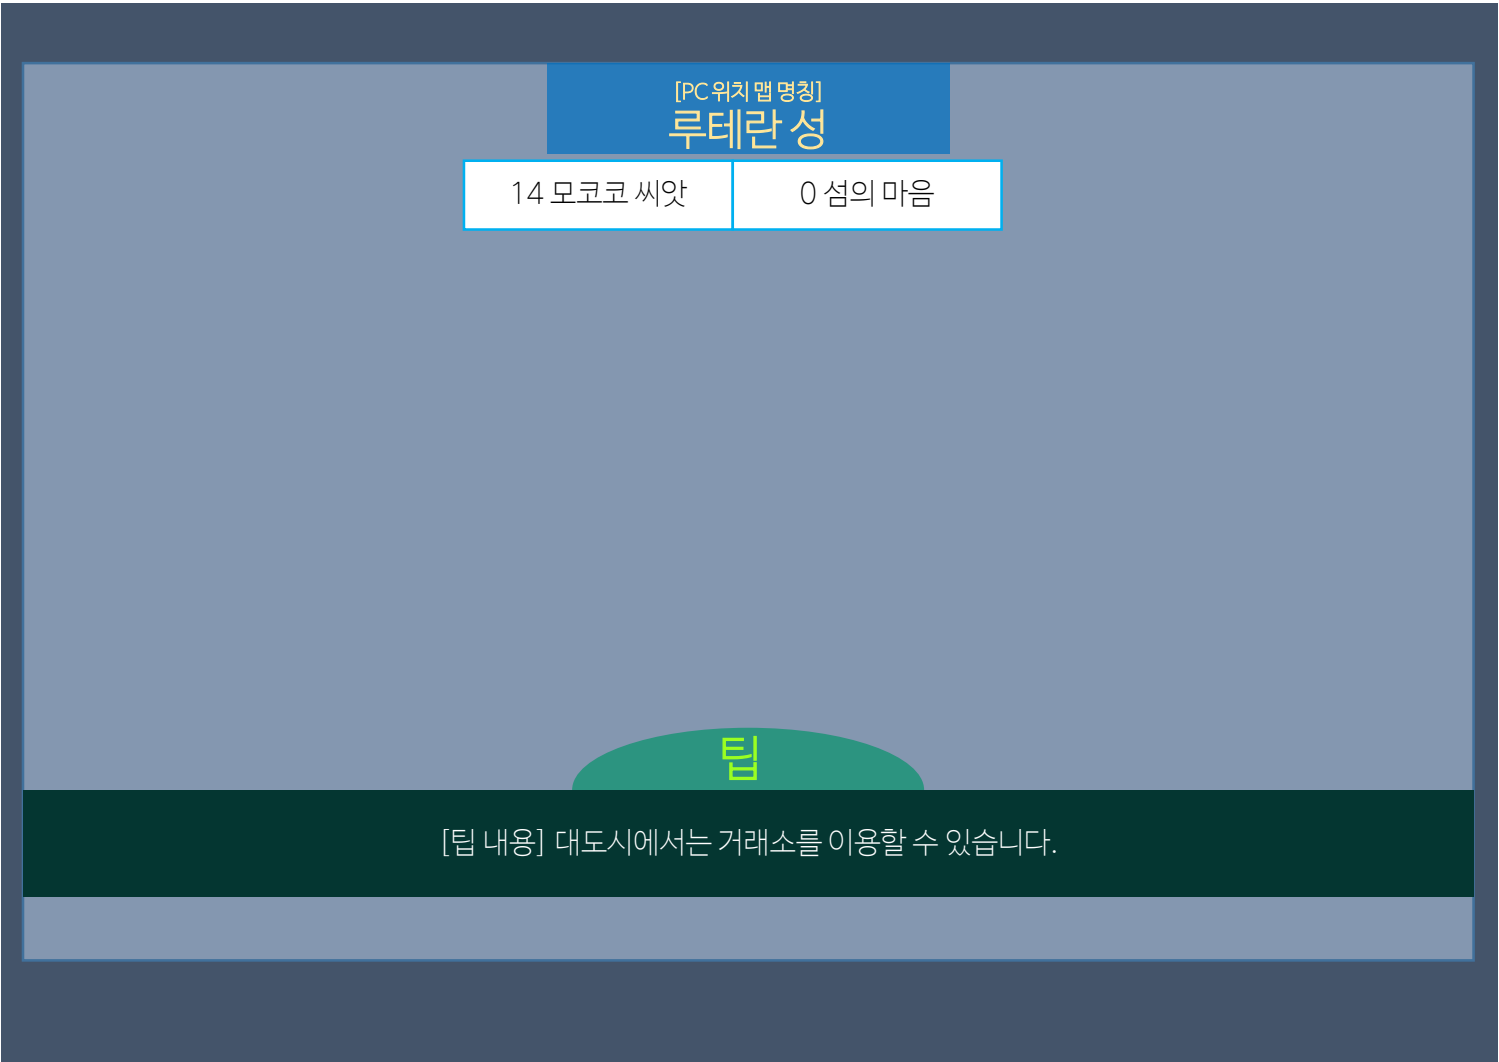 [PC 위치 맵 명칭]
루테란 성
14 모코코 씨앗
0 섬의 마음
팁
[팁 내용] 대도시에서는 거래소를 이용할 수 있습니다.